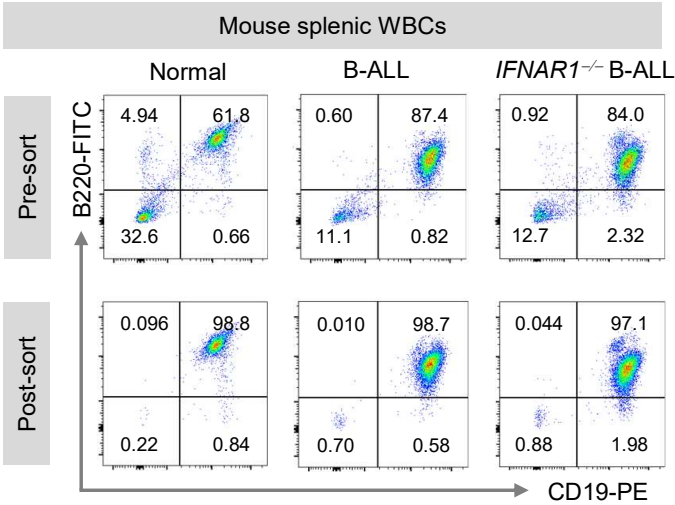 Mouse splenic WBCs
Normal
B-ALL
IFNAR1–/– B-ALL
Pre-sort
B220-FITC
4.94 61.8
32.6 0.66
0.60 87.4
11.1 0.82
0.92 84.0
12.7 2.32
Post-sort
0.096 98.8
0.22 0.84
0.010 98.7
0.70 0.58
0.044 97.1
0.88 1.98
CD19-PE